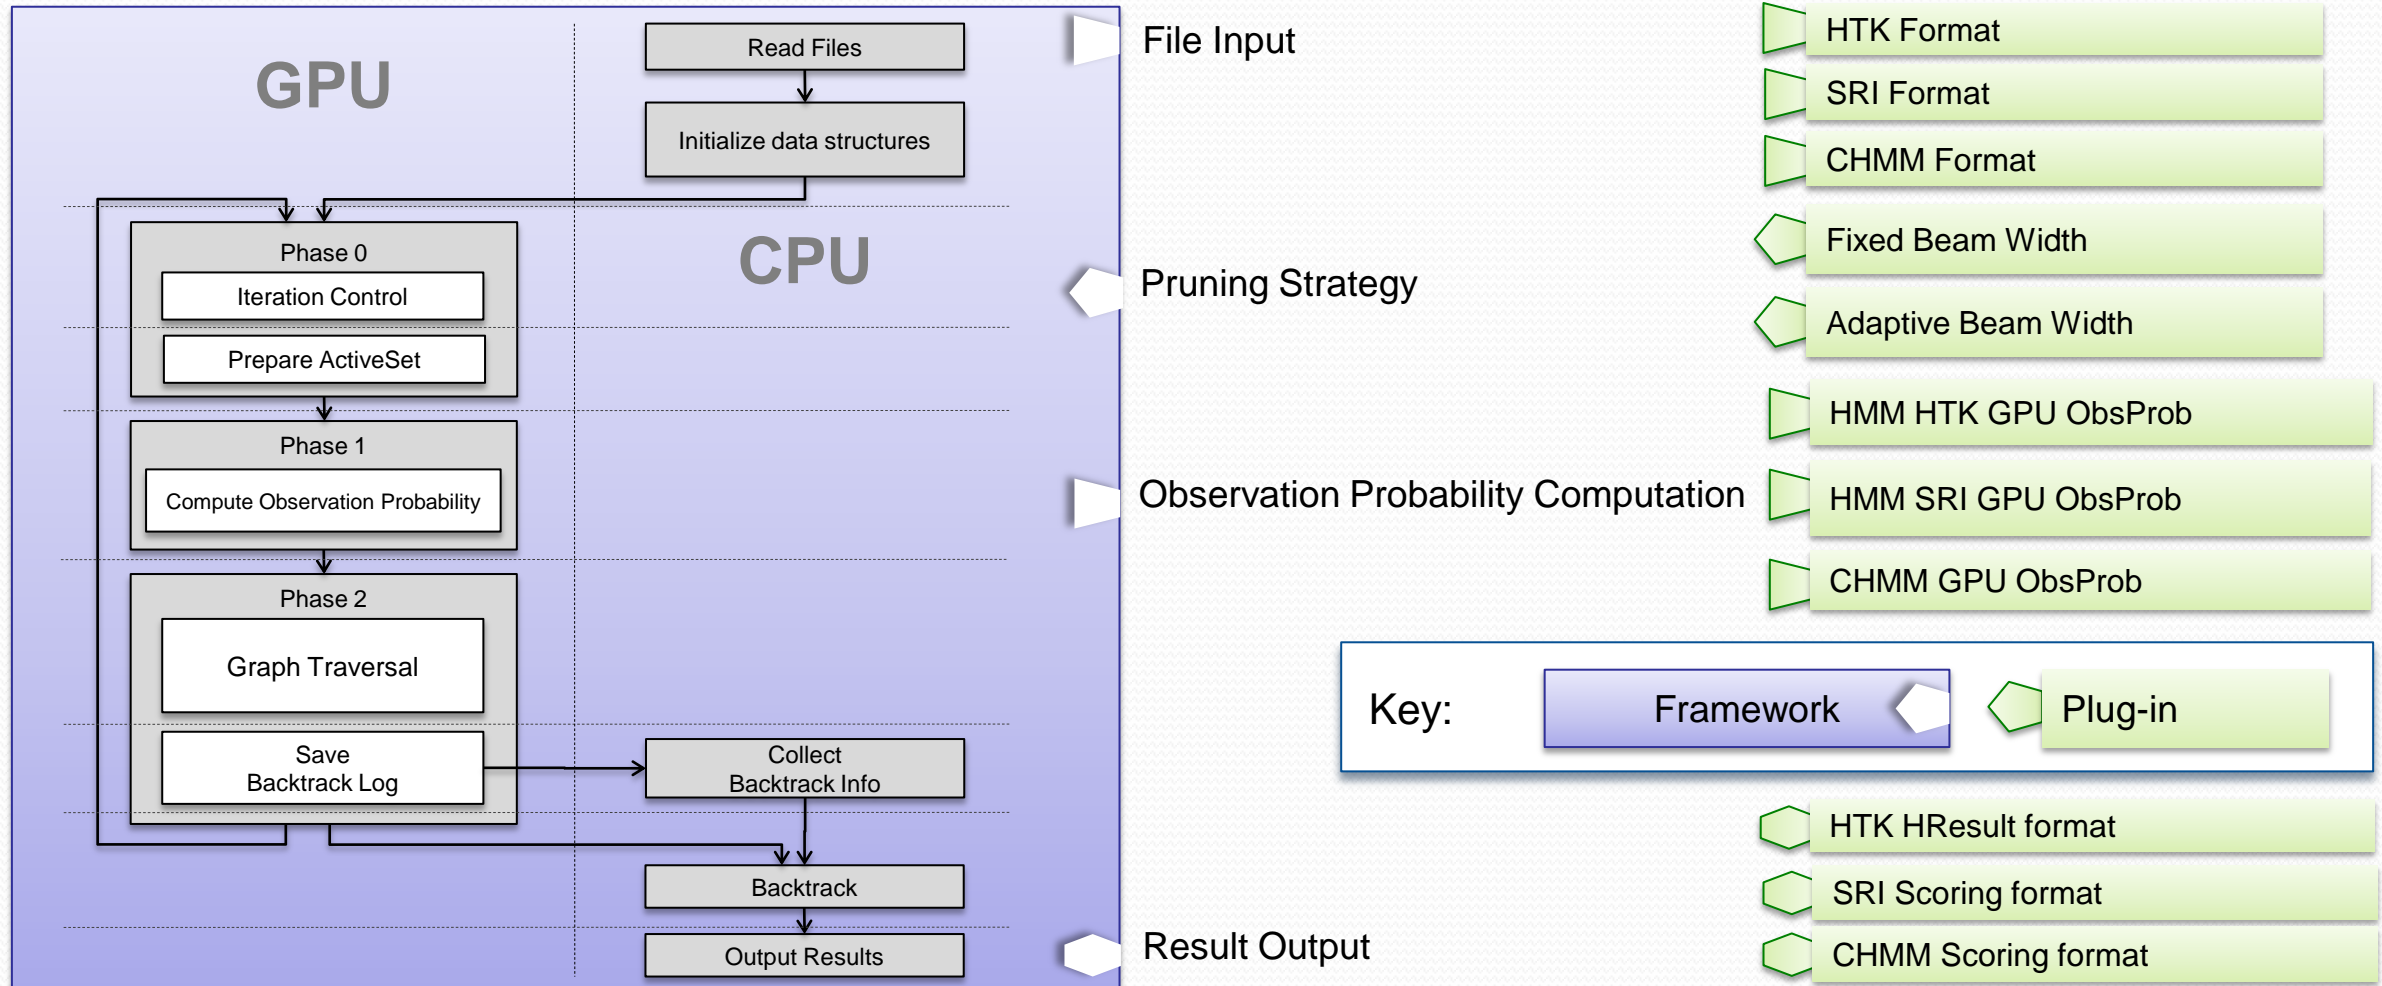 GPU
CPU
Read Files
Initialize data structures
Phase 0
Iteration Control
Prepare ActiveSet
Phase 1
Compute Observation Probability
Phase 2
Graph Traversal
Save
Backtrack Log
Collect
Backtrack Info
Backtrack
Output Results
File Input
Pruning Strategy
Observation Probability Computation
Result Output
HTK Format
SRI Format
CHMM Format
Fixed Beam Width
Adaptive Beam Width
HMM HTK GPU ObsProb
HMM SRI GPU ObsProb
CHMM GPU ObsProb
Key:
Framework
Plug-in
HTK HResult format
SRI Scoring format
CHMM Scoring format